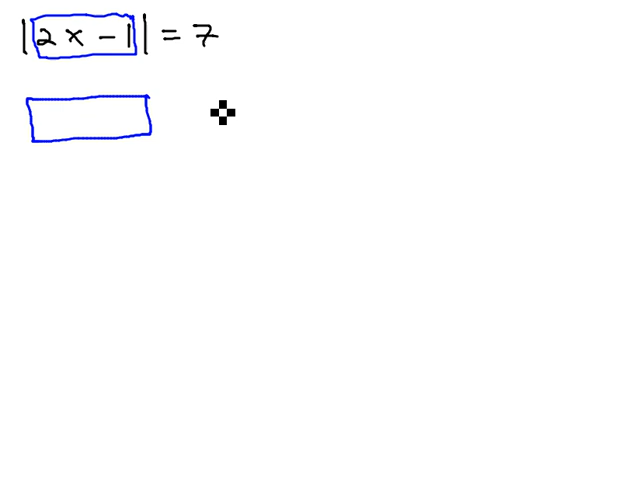 |2x - 1| = 7